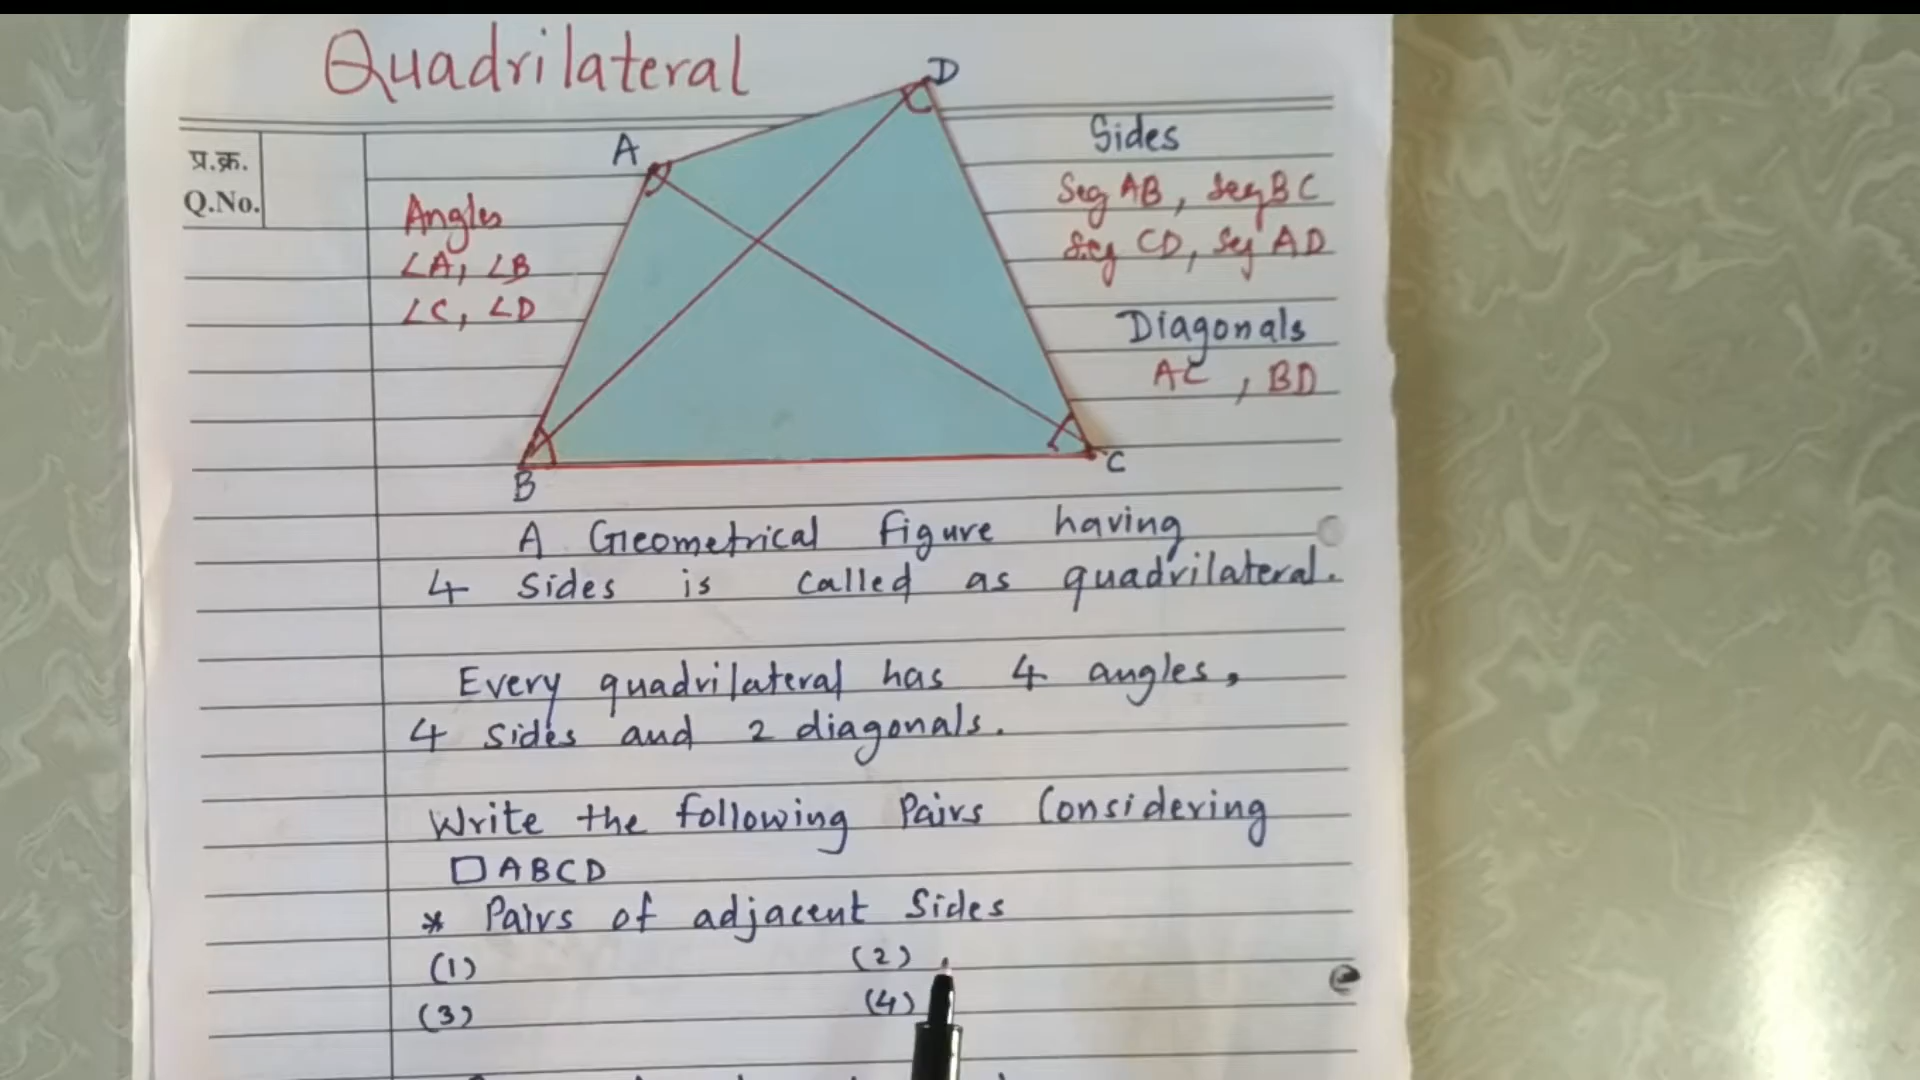 Quadrilateral
D
A
Sides
प्र.क्र.
Q.No.
Angles
∠A, ∠B
∠C, ∠D
Seg AB, seg BC
Seg CD, Seg AD
Diagonals
AC, BD
B
C
A Geometrical figure having
4 sides is called as quadrilateral.
Every quadrilateral has 4 angles,
4 sides and 2 diagonals.
Write the following Pairs Considering
□ABCD
* Pairs of adjacent Sides
(1) (2)
(3) (4)